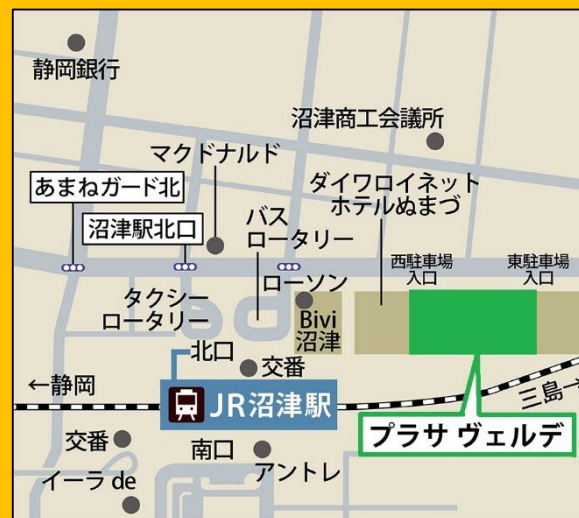 静岡銀行
沼津商工会議所
マクドナルド
ダイワロイネット
ホテルぬまづ
あまねガード北
沼津駅北口
バス
ロータリー
西駐車場
入口
東駐車場
入口
タクシー
ロータリー
ローソン
Bivi
沼津
北口
交番
←静岡
JR沼津駅
三島→
プラサ ヴェルデ
交番
南口
アントレ
イーラ de